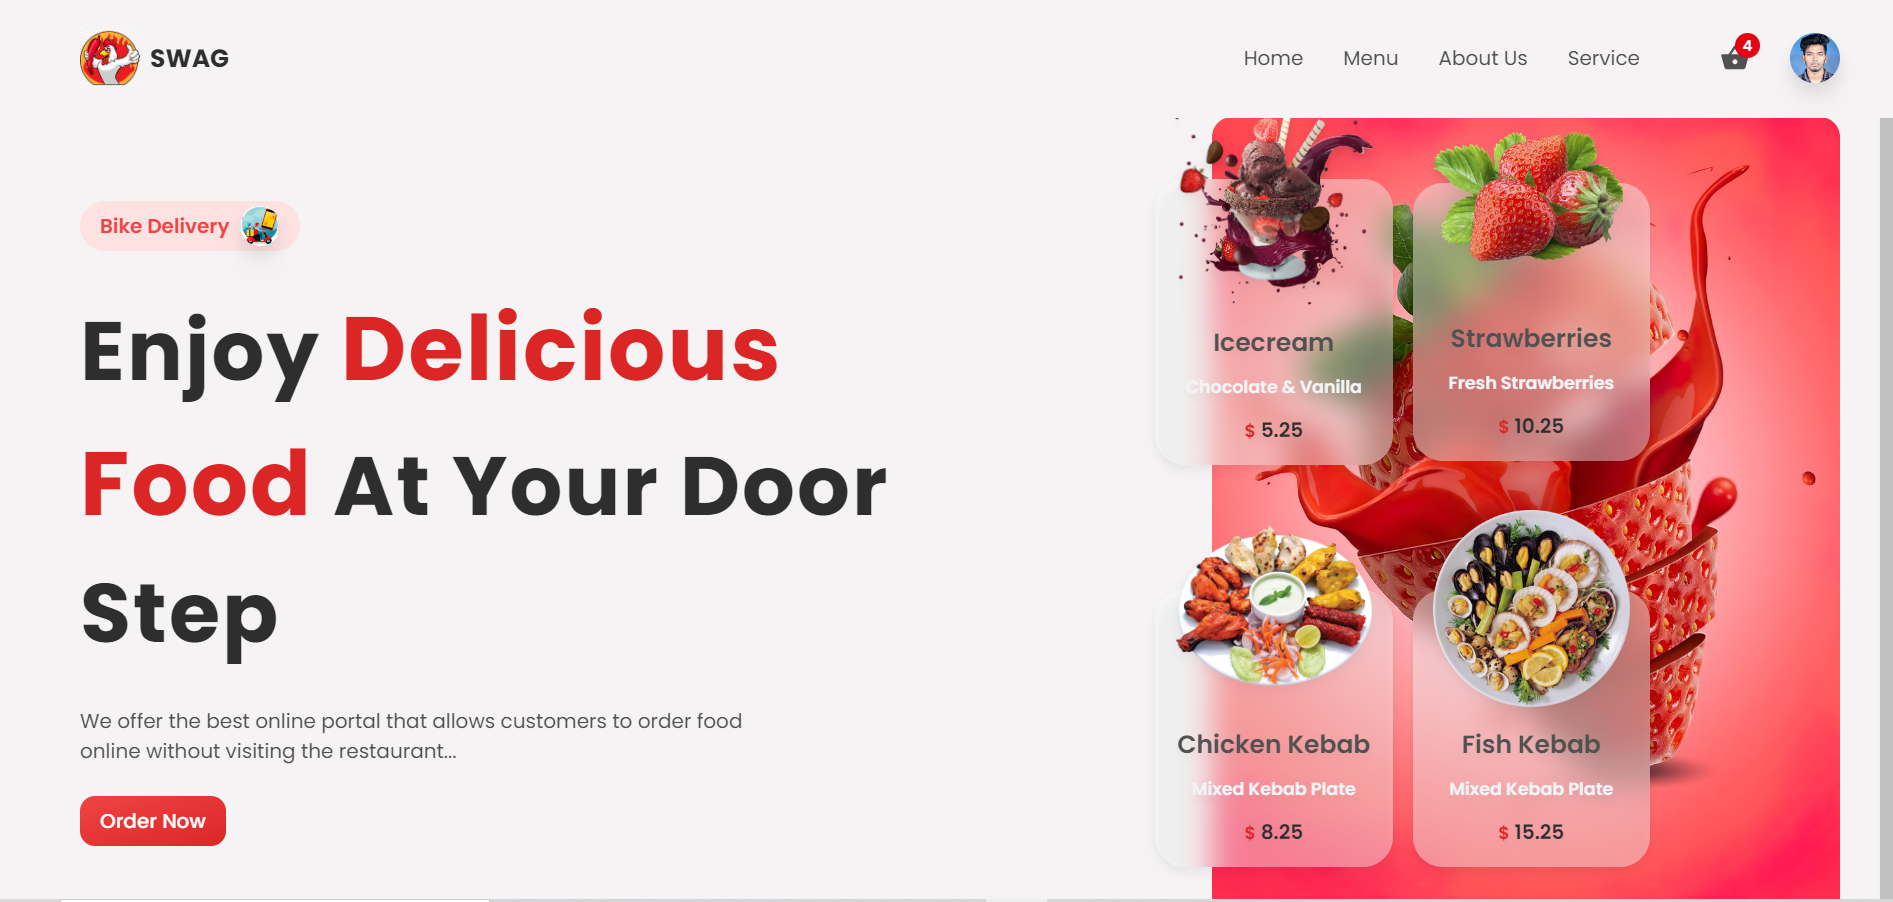 SWAG
Home
Menu
About Us
Service
4
Bike Delivery
Enjoy Delicious
Food At Your Door
Step
We offer the best online portal that allows customers to order food
online without visiting the restaurant...
Order Now
Icecream
Chocolate & Vanilla
$ 5.25
Strawberries
Fresh Strawberries
$ 10.25
Chicken Kebab
Mixed Kebab Plate
$ 8.25
Fish Kebab
Mixed Kebab Plate
$ 15.25